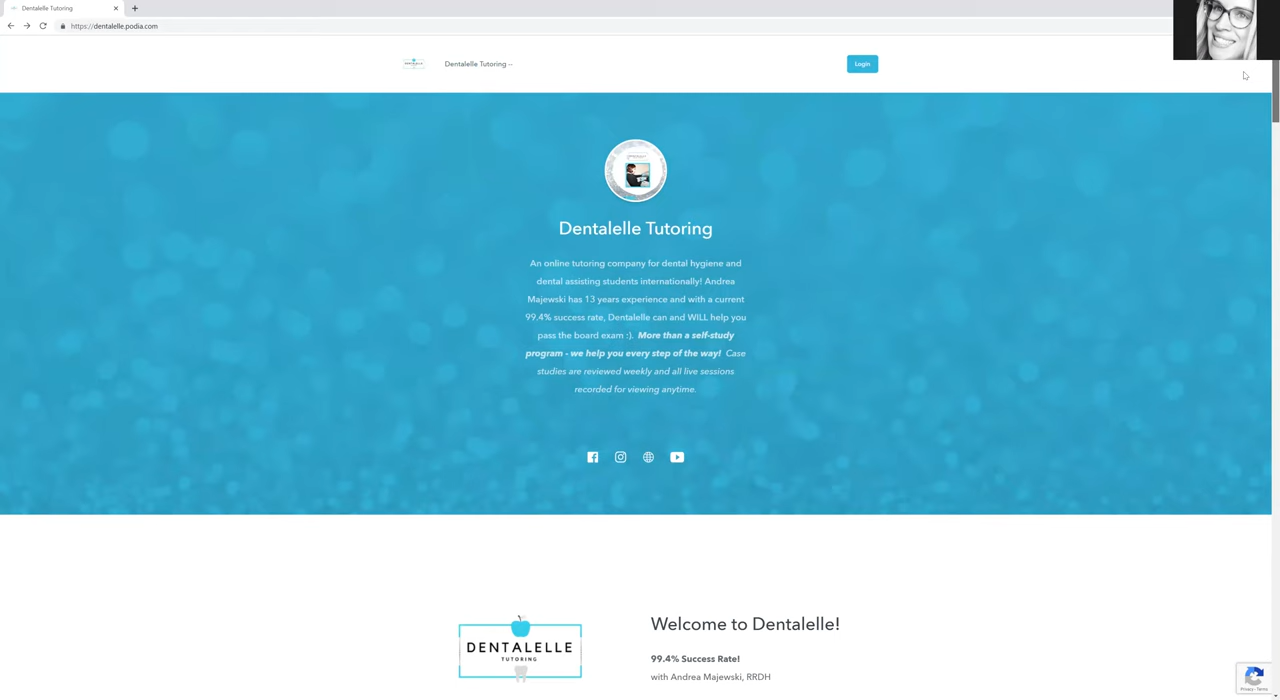 Dentalelle Tutoring
https://dentalelle.podia.com
Dentalelle Tutoring --
Login
Dentalelle Tutoring
An online tutoring company for dental hygiene and
dental assisting students internationally! Andrea
Majewski has 13 years experience and with a current
99.4% success rate, Dentalelle can and WILL help you
pass the board exam :). More than a self-study
program - we help you every step of the way! Case
studies are reviewed weekly and all live sessions
recorded for viewing anytime.
DENTALELLE
TUTORING
Welcome to Dentalelle!
99.4% Success Rate!
with Andrea Majewski, RRDH
Privacy - Terms